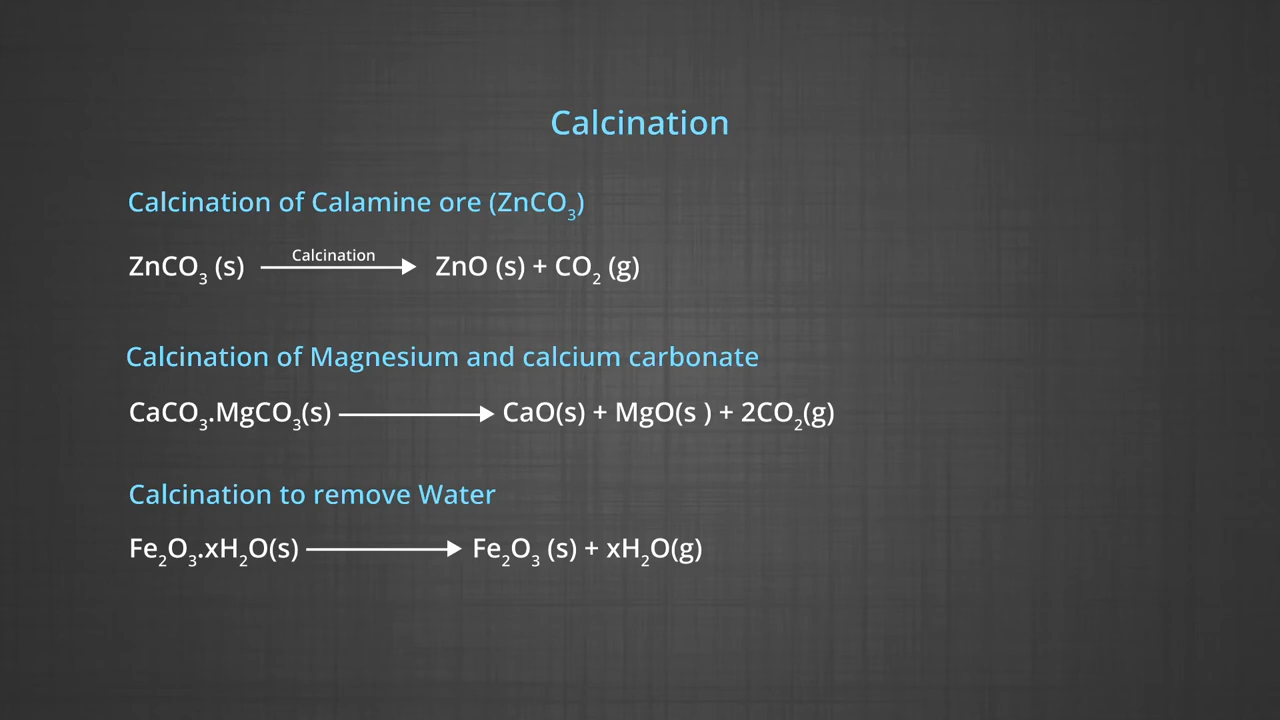 Calcination
Calcination of Calamine ore (ZnCO₃)
ZnCO₃ (s) Calcination ⟶ ZnO (s) + CO₂ (g)
Calcination of Magnesium and calcium carbonate
CaCO₃.MgCO₃(s) ⟶ CaO(s) + MgO(s ) + 2CO₂(g)
Calcination to remove Water
Fe₂O₃.xH₂O(s) ⟶ Fe₂O₃ (s) + xH₂O(g)